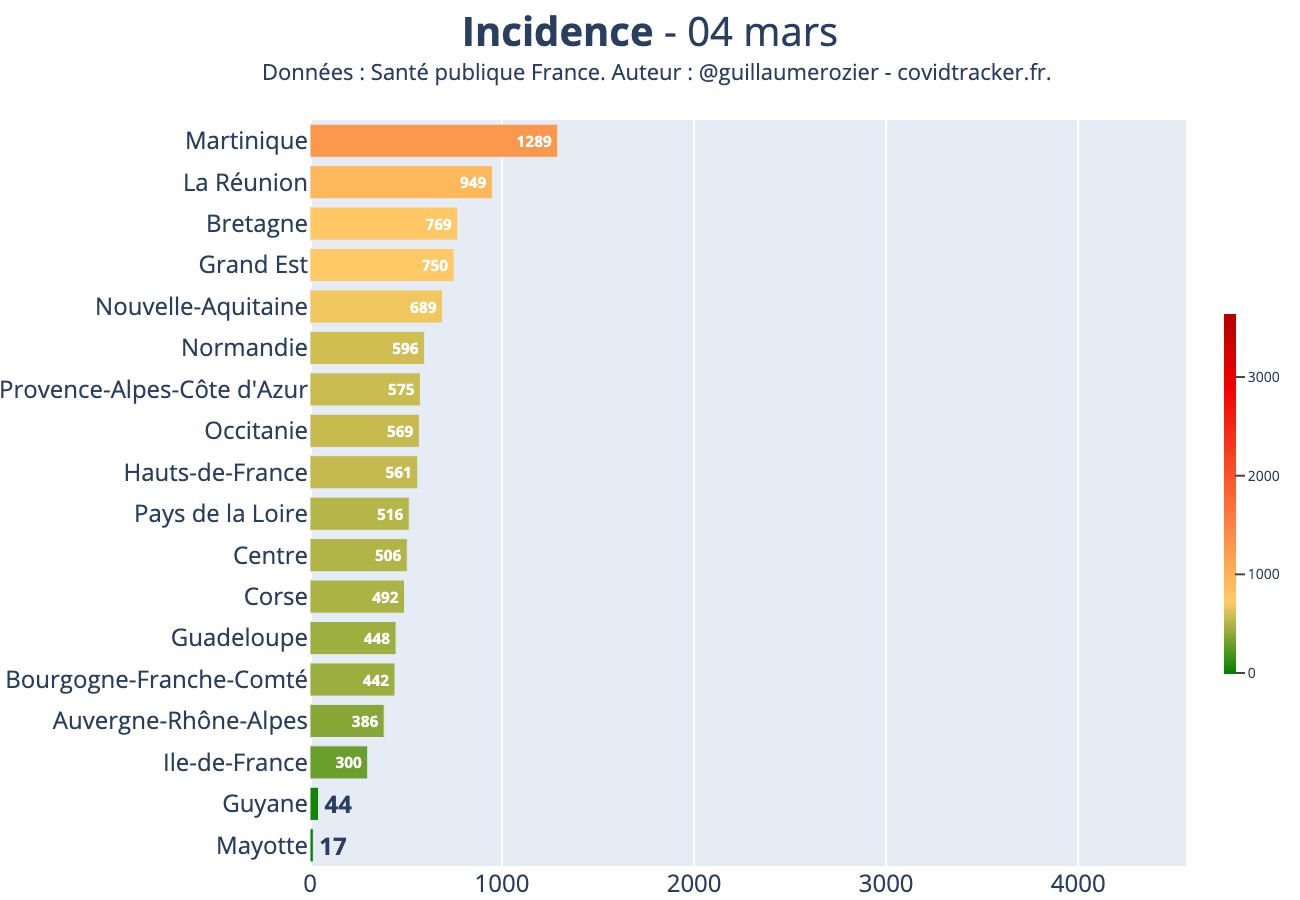 Incidence - 04 mars
Données : Santé publique France. Auteur : @guillaumerozier - covidtracker.fr.
Martinique 1289
La Réunion 949
Bretagne 769
Grand Est 750
Nouvelle-Aquitaine 689
Normandie 596
Provence-Alpes-Côte d'Azur 575
Occitanie 569
Hauts-de-France 561
Pays de la Loire 516
Centre 506
Corse 492
Guadeloupe 448
Bourgogne-Franche-Comté 442
Auvergne-Rhône-Alpes 386
Ile-de-France 300
Guyane 44
Mayotte 17
0 1000 2000 3000 4000
3000
2000
1000
0